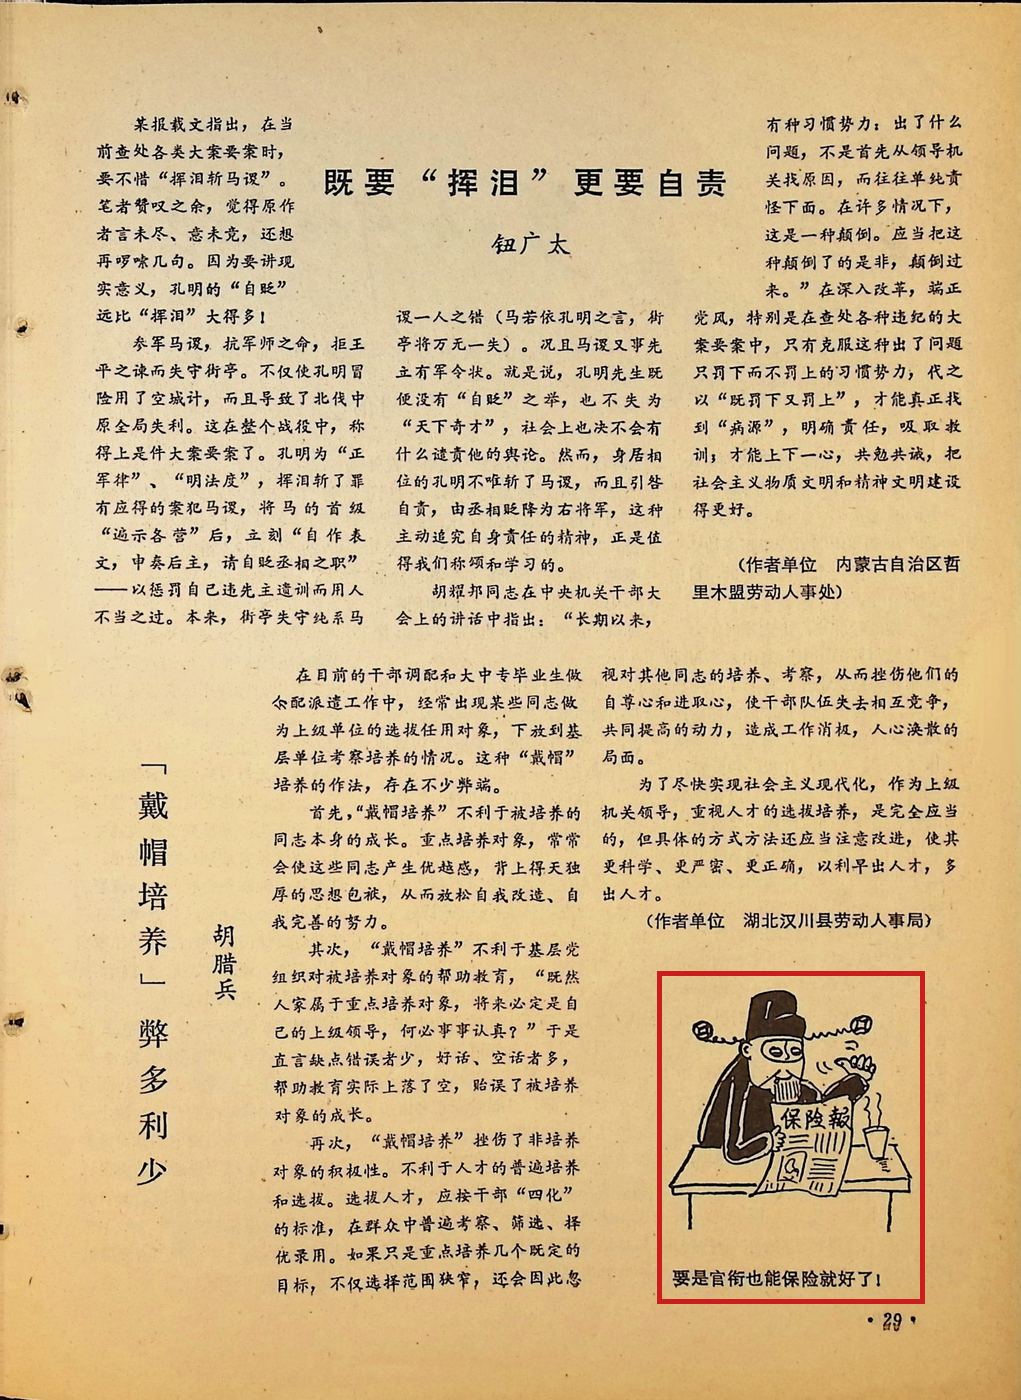 既要“挥泪”更要自责
钮广太
某报载文指出，在当
前查处各类大案要案时，
要不惜“挥泪斩马谡”。
笔者赞叹之余，觉得原作
者言未尽、意未竞，还想
再啰嗦几句。因为要讲现
实意义，孔明的“自贬”
远比“挥泪”大得多！
参军马谡，抗军师之命，拒王
平之谏而失守街亭。不仅使孔明冒
险用了空城计，而且导致了北伐中
原全局失利。这在整个战役中，称
得上是件大案要案了。孔明为“正
军律”、“明法度”，挥泪斩了罪
有应得的案犯马谡，将马的首级
“遍示各营”后，立刻“自作表
文，申奏后主，请自贬丞相之职”
——以惩罚自己违先主遗训而用人
不当之过。本来，街亭失守纯系马
谡一人之错（马若依孔明之言，街
亭将万无一失）。况且马谡又事先
立有军令状。就是说，孔明先生既
便没有“自贬”之举，也不失为
“天下奇才”，社会上也决不会有
什么谴责他的舆论。然而，身居相
位的孔明不唯斩了马谡，而且引咎
自责，由丞相贬降为右将军，这种
主动追究自身责任的精神，正是值
得我们称颂和学习的。
胡耀邦同志在中央机关干部大
会上的讲话中指出：“长期以来，
有种习惯势力：出了什么
问题，不是首先从领导机
关找原因，而往往单纯责
怪下面。在许多情况下，
这是一种颠倒。应当把这
种颠倒了的是非，颠倒过
来。”在深入改革，端正
党风，特别是在查处各种违纪的大
案要案中，只有克服这种出了问题
只罚下而不罚上的习惯势力，代之
以“既罚下又罚上”，才能真正找
到“病源”，明确责任，吸取教
训；才能上下一心，共勉共诫，把
社会主义物质文明和精神文明建设
得更好。
（作者单位　内蒙古自治区哲
里木盟劳动人事处）
「戴帽培养」弊多利少
胡腊兵
在目前的干部调配和大中专毕业生做
配派遣工作中，经常出现某些同志做
为上级单位的选拔任用对象，下放到基
层单位考察培养的情况。这种“戴帽”
培养的作法，存在不少弊端。
首先，“戴帽培养”不利于被培养的
同志本身的成长。重点培养对象，常常
会使这些同志产生优越感，背上得天独
厚的思想包袱，从而放松自我改造、自
我完善的努力。
其次，“戴帽培养”不利于基层党
组织对被培养对象的帮助教育，“既然
人家属于重点培养对象，将来必定是自
己的上级领导，何必事事认真？”于是
直言缺点错误者少，好话、空话者多，
帮助教育实际上落了空，贻误了被培养
对象的成长。
再次，“戴帽培养”挫伤了非培养
对象的积极性。不利于人才的普遍培养
和选拔。选拔人才，应按干部“四化”
的标准，在群众中普遍考察、筛选、择
优录用。如果只是重点培养几个既定的
目标，不仅选择范围狭窄，还会因此忽
视对其他同志的培养、考察，从而挫伤他们的
自尊心和进取心，使干部队伍失去相互竞争，
共同提高的动力，造成工作消极，人心涣散的
局面。
为了尽快实现社会主义现代化，作为上级
机关领导，重视人才的选拔培养，是完全应当
的，但具体的方式方法还应当注意改进，使其
更科学、更严密、更正确，以利早出人才，多
出人才。
（作者单位　湖北汉川县劳动人事局）
保险報
要是官衔也能保险就好了！
·29·